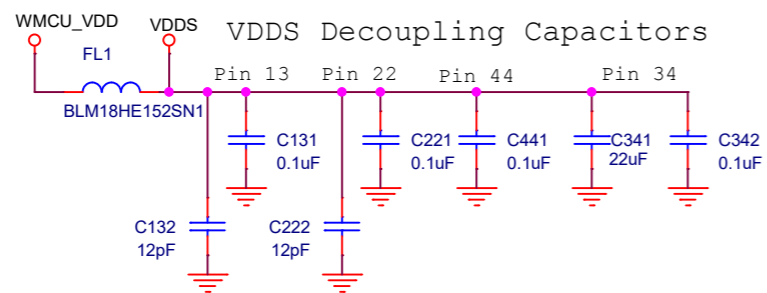 WMCU_VDD
VDDS
VDDS Decoupling Capacitors
FL1
Pin 13
Pin 22
Pin 44
Pin 34
BLM18HE152SN1
C131
0.1uF
C221
0.1uF
C441
0.1uF
C341
22uF
C342
0.1uF
C132
12pF
C222
12pF